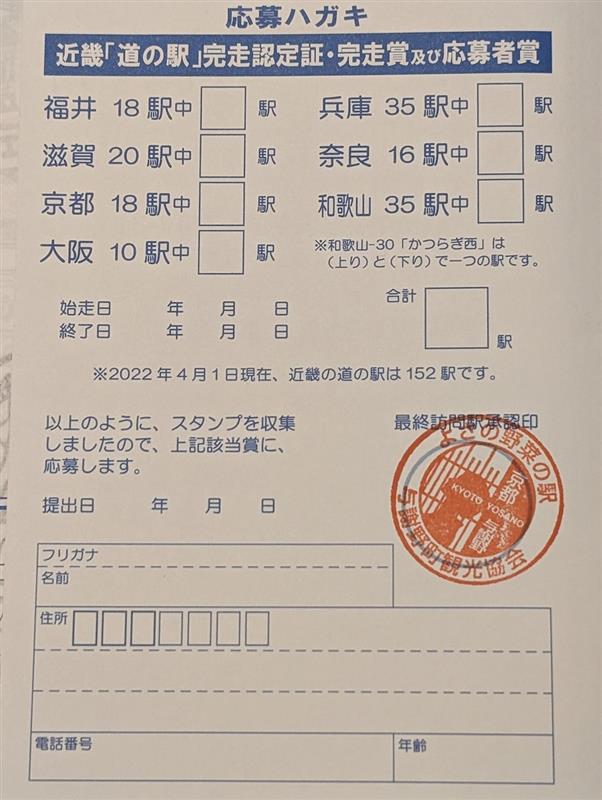 応募ハガキ
近畿「道の駅」完走認定証・完走賞及び応募者賞
福井 18駅中 駅
兵庫 35駅中 駅
滋賀 20駅中 駅
奈良 16駅中 駅
京都 18駅中 駅
和歌山 35駅中 駅
大阪 10駅中 駅
※和歌山-30「かつらぎ西」は
(上り)と(下り)で一つの駅です。
始走日 年 月 日
終了日 年 月 日
合計
駅
※2022年4月1日現在、近畿の道の駅は152駅です。
以上のように、スタンプを収集
しましたので、上記該当賞に、
応募します。
最終訪問駅承認印
よさの野菜の駅
京都
KYOTO YOSANO
与謝野町観光協会
提出日 年 月 日
フリガナ
名前
住所
電話番号
年齢